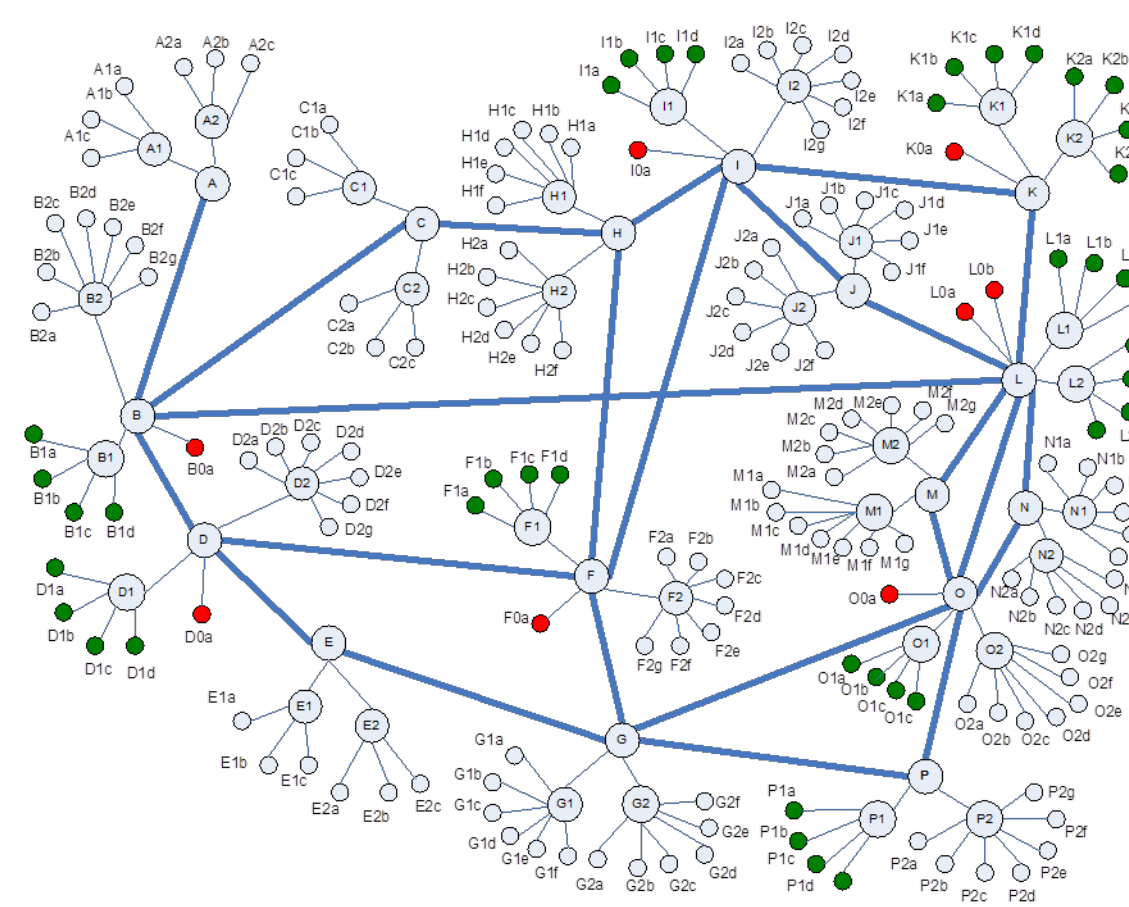 A2a
A2b
A2c
A1a
A1b
A1c
A2
A1
A
C1a
C1b
C1c
C1
C
C2
C2a
C2b
C2c
B2c
B2d
B2e
B2f
B2g
B2b
B2a
B2
B
B1a
B1b
B1c
B1d
B1
B0a
H1c
H1b
H1a
H1d
H1e
H1f
H1
H
H2a
H2b
H2c
H2d
H2e
H2f
H2
I1b
I1c
I1d
I1a
I1
I0a
I
I2a
I2b
I2c
I2d
I2e
I2f
I2g
I2
K1b
K1c
K1d
K1a
K1
K0a
K2a
K2b
K2
K
J1b
J1c
J1a
J1d
J1e
J1f
J1
J
J2a
J2b
J2c
J2d
J2e
J2f
J2
L1a
L1b
L0b
L0a
L1
L2
L
D2a
D2b
D2c
D2d
D2e
D2f
D2g
D2
D
D1a
D1b
D1c
D1d
D1
D0a
F1b
F1c
F1d
F1a
F1
F
F0a
F2a
F2b
F2c
F2d
F2e
F2f
F2g
F2
M2c
M2d
M2e
M2f
M2g
M2b
M2a
M2
M
M1a
M1b
M1c
M1d
M1e
M1f
M1g
M1
N1a
N1b
N1
N
N2
N2a
N2b
N2c
N2d
O0a
O
O1
O1a
O1b
O1c
O1c
O2
O2g
O2f
O2e
O2d
O2c
O2b
O2a
E
E1a
E1b
E1c
E1
E2
E2a
E2b
E2c
G
G1a
G1b
G1c
G1d
G1e
G1f
G1
G2
G2f
G2e
G2d
G2c
G2b
G2a
P
P1a
P1b
P1c
P1d
P1
P2
P2g
P2f
P2e
P2d
P2c
P2b
P2a